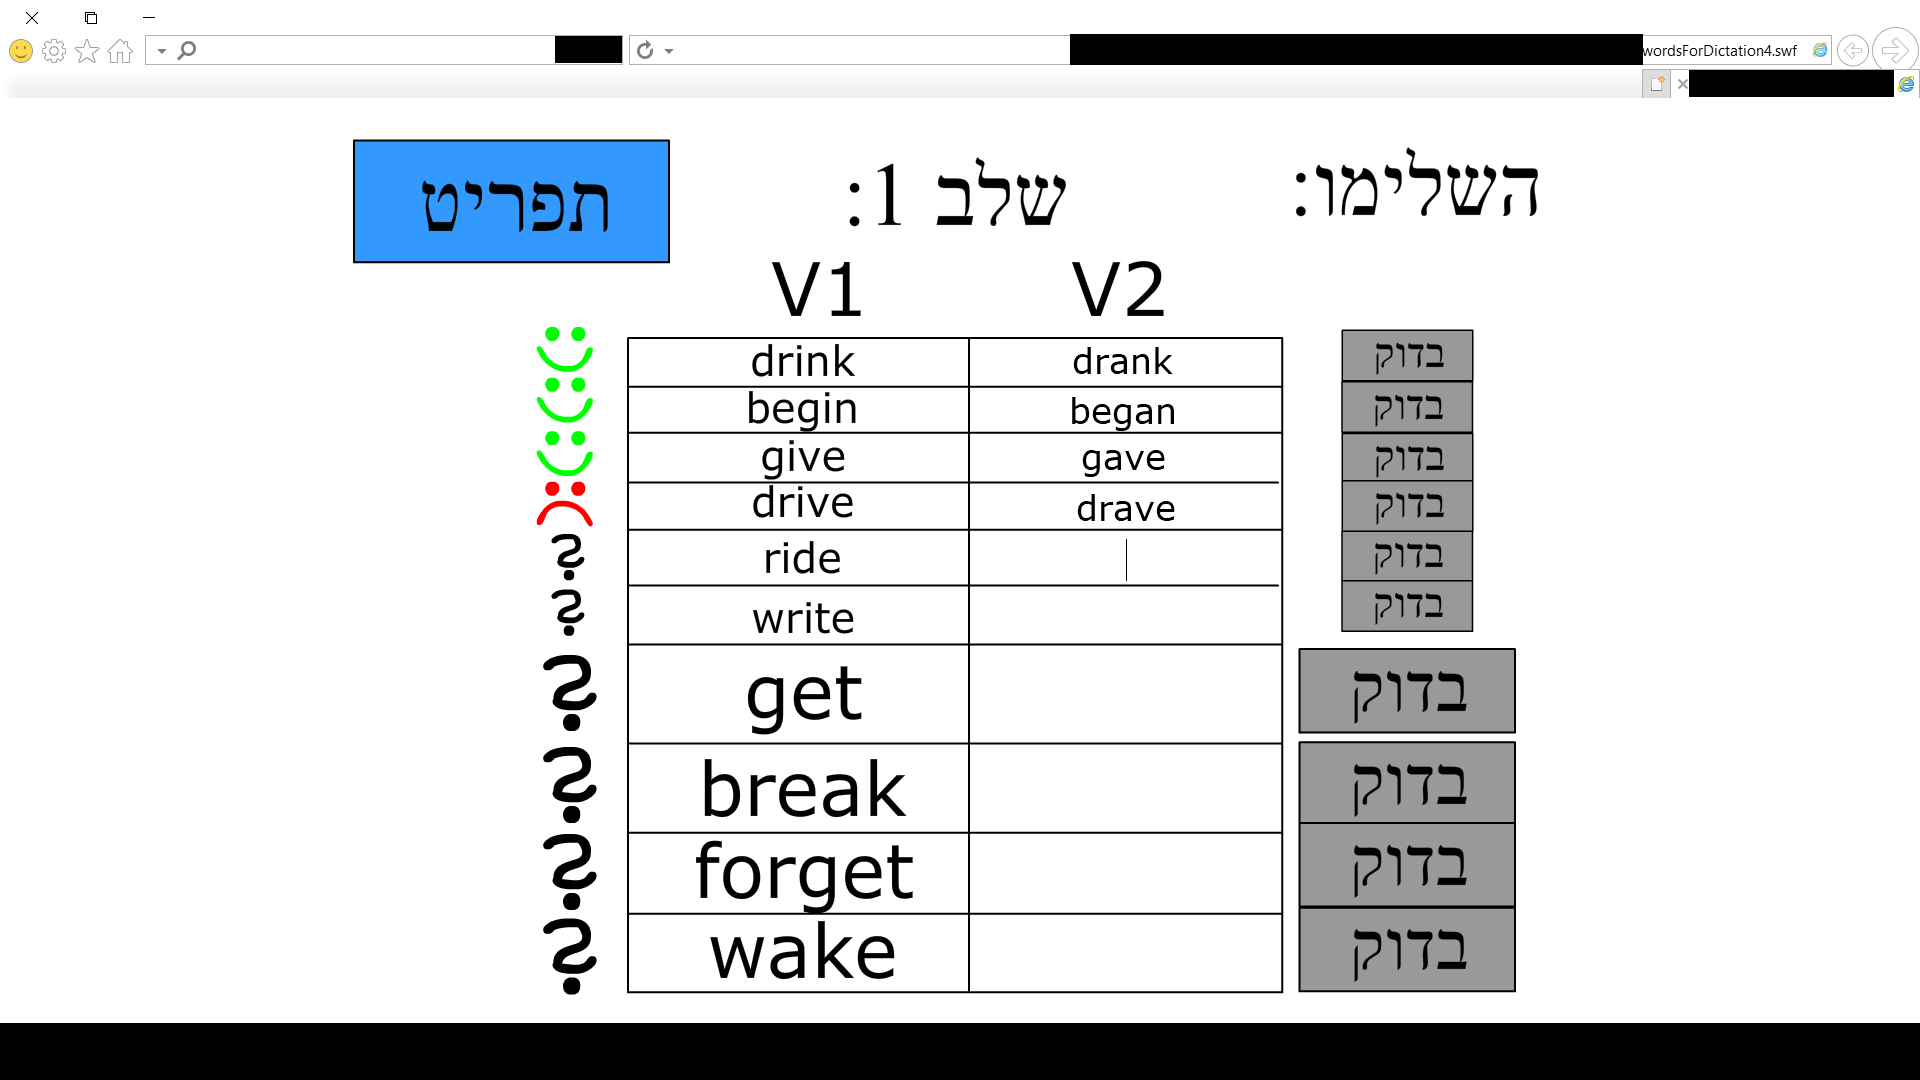 wordsForDictation4.swf
השלימו: שלב 1: תפריט
V1 V2
drink drank בדוק
begin began בדוק
give gave בדוק
drive drave בדוק
? ride בדוק
? write בדוק
? get בדוק
? break בדוק
? forget בדוק
? wake בדוק